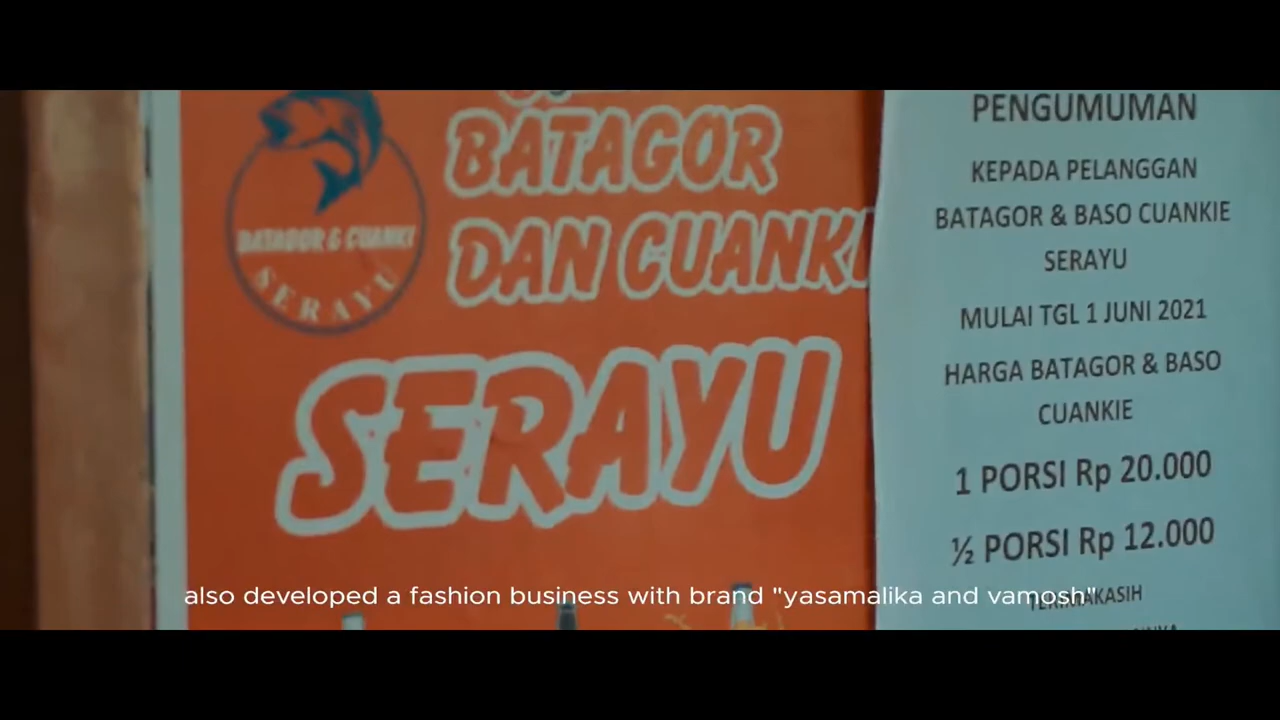 BATAGOR
DAN CUANKI
BATAGOR & CUANKI
SERAYU
SERAYU
PENGUMUMAN
KEPADA PELANGGAN
BATAGOR & BASO CUANKIE
SERAYU
MULAI TGL 1 JUNI 2021
HARGA BATAGOR & BASO
CUANKIE
1 PORSI Rp 20.000
½ PORSI Rp 12.000
TERIMAKASIH
also developed a fashion business with brand "yasamalika and vamosh"